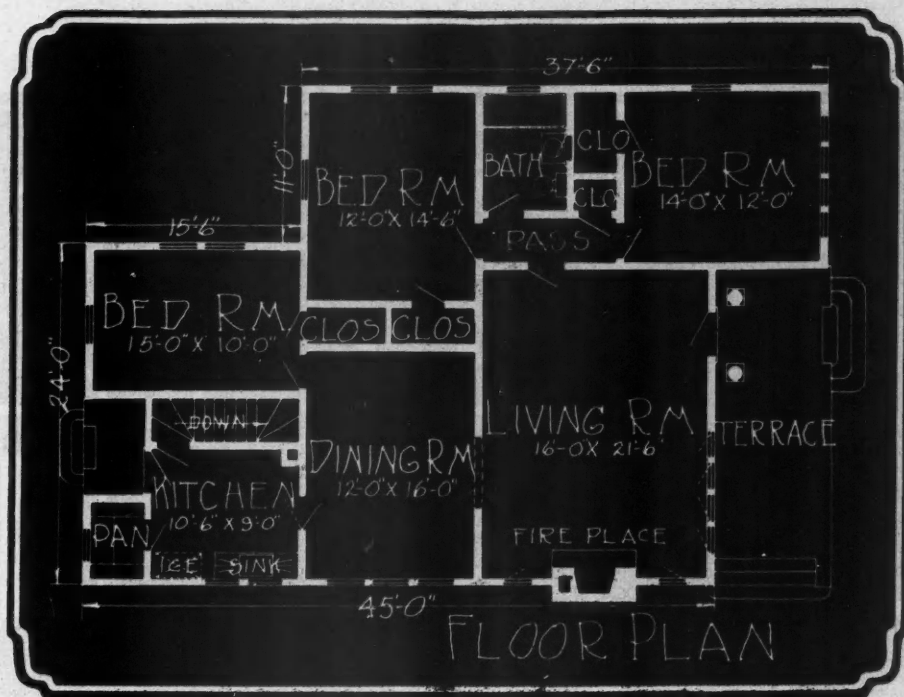 37'-6"
11'-0"
BED RM
12'-0" X 14'-6"
BATH
CLO
CLO
BED RM
14'-0" X 12'-0"
PASS
15'-6"
BED RM
15'-0" X 10'-0"
CLOS
CLOS
24'-0"
DOWN
KITCHEN
10'-6" X 9'-0"
PAN
ICE
SINK
DINING RM
12'-0" X 16'-0"
LIVING RM
16'-0 X 21'-6
FIRE PLACE
TERRACE
45'-0"
FLOOR PLAN